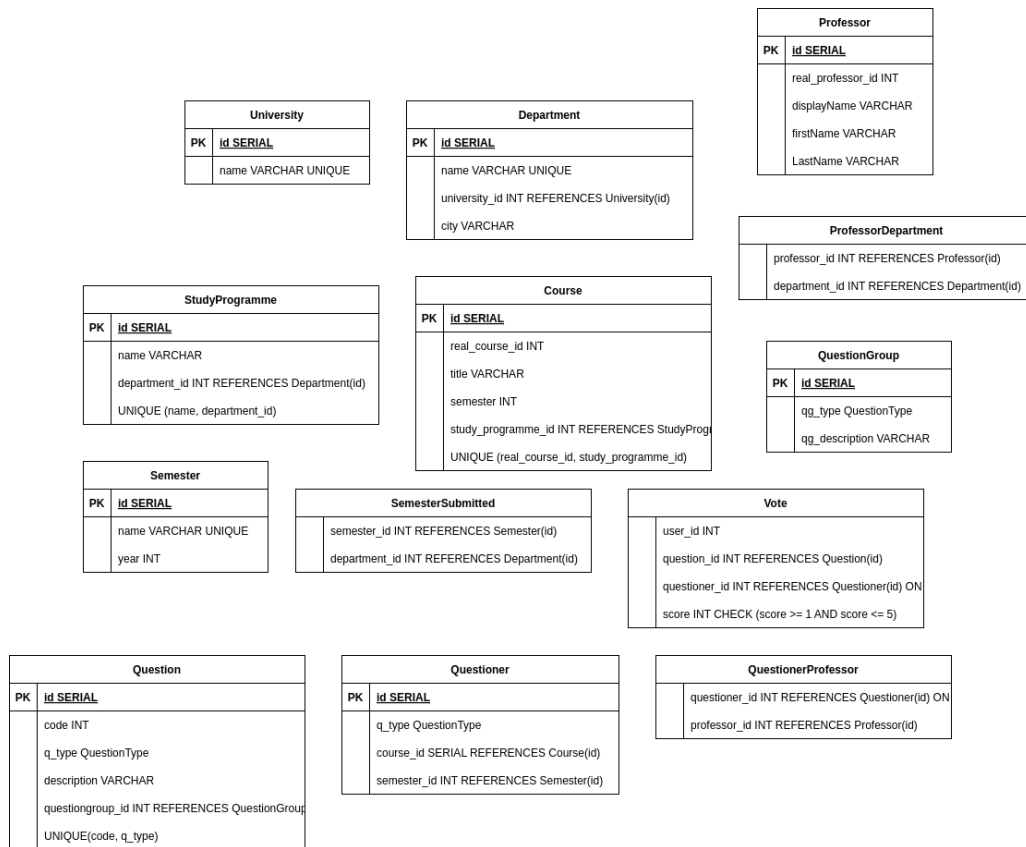 Professor
PK id SERIAL
real_professor_id INT
displayName VARCHAR
firstName VARCHAR
LastName VARCHAR
University
PK id SERIAL
name VARCHAR UNIQUE
Department
PK id SERIAL
name VARCHAR UNIQUE
university_id INT REFERENCES University(id)
city VARCHAR
ProfessorDepartment
professor_id INT REFERENCES Professor(id)
department_id INT REFERENCES Department(id)
StudyProgramme
PK id SERIAL
name VARCHAR
department_id INT REFERENCES Department(id)
UNIQUE (name, department_id)
Course
PK id SERIAL
real_course_id INT
title VARCHAR
semester INT
study_programme_id INT REFERENCES StudyProgr
UNIQUE (real_course_id, study_programme_id)
QuestionGroup
PK id SERIAL
qg_type QuestionType
qg_description VARCHAR
Semester
PK id SERIAL
name VARCHAR UNIQUE
year INT
SemesterSubmitted
semester_id INT REFERENCES Semester(id)
department_id INT REFERENCES Department(id)
Vote
user_id INT
question_id INT REFERENCES Question(id)
questioner_id INT REFERENCES Questioner(id) ON
score INT CHECK (score >= 1 AND score <= 5)
Question
PK id SERIAL
code INT
q_type QuestionType
description VARCHAR
questiongroup_id INT REFERENCES QuestionGroup
UNIQUE(code, q_type)
Questioner
PK id SERIAL
q_type QuestionType
course_id SERIAL REFERENCES Course(id)
semester_id INT REFERENCES Semester(id)
QuestionerProfessor
questioner_id INT REFERENCES Questioner(id) ON
professor_id INT REFERENCES Professor(id)